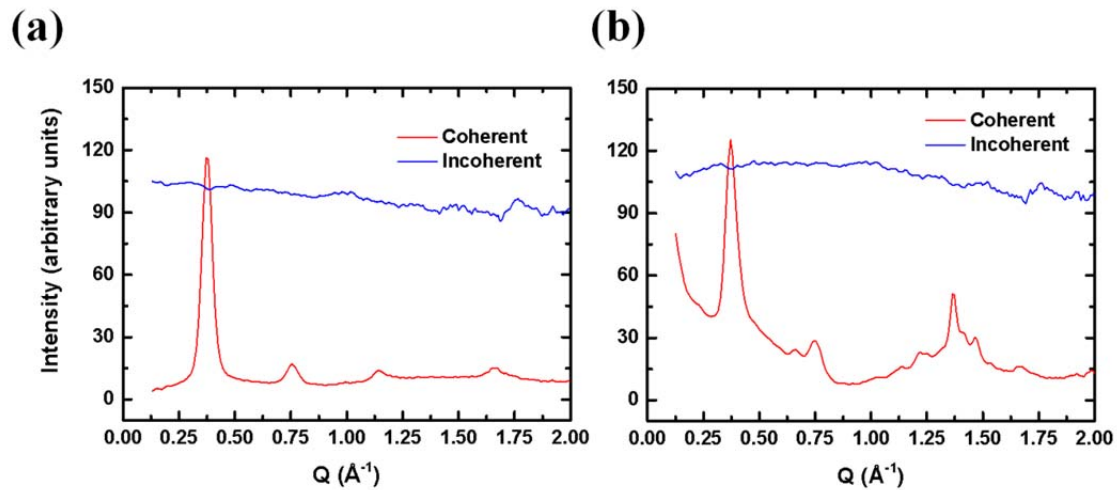 (a)
(b)
150
120
90
60
30
0
Intensity (arbitrary units)
Coherent
Incoherent
0.00 0.25 0.50 0.75 1.00 1.25 1.50 1.75 2.00
Q (Å⁻¹)
150
120
90
60
30
0
Coherent
Incoherent
0.00 0.25 0.50 0.75 1.00 1.25 1.50 1.75 2.00
Q (Å⁻¹)